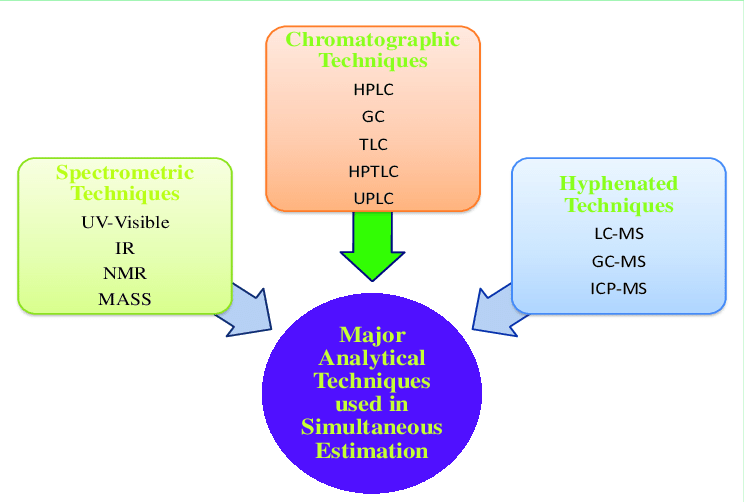 Chromatographic
Techniques
HPLC
GC
TLC
HPTLC
UPLC
Spectrometric
Techniques
UV-Visible
IR
NMR
MASS
Hyphenated
Techniques
LC-MS
GC-MS
ICP-MS
Major
Analytical
Techniques
used in
Simultaneous
Estimation